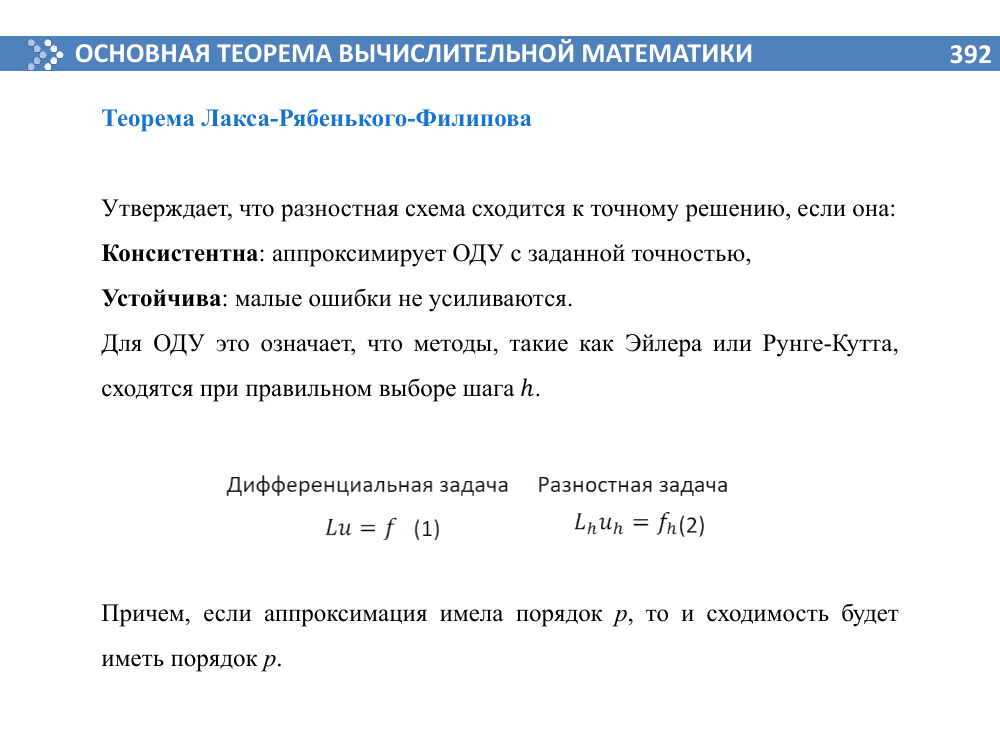 ОСНОВНАЯ ТЕОРЕМА ВЫЧИСЛИТЕЛЬНОЙ МАТЕМАТИКИ 392
Теорема Лакса-Рябенького-Филипова
Утверждает, что разностная схема сходится к точному решению, если она:
Консистентна: аппроксимирует ОДУ с заданной точностью,
Устойчива: малые ошибки не усиливаются.
Для ОДУ это означает, что методы, такие как Эйлера или Рунге-Кутта,
сходятся при правильном выборе шага ℎ.
Дифференциальная задача Разностная задача
Lu = f (1) Lₕuₕ = fₕ(2)
Причем, если аппроксимация имела порядок p, то и сходимость будет
иметь порядок p.